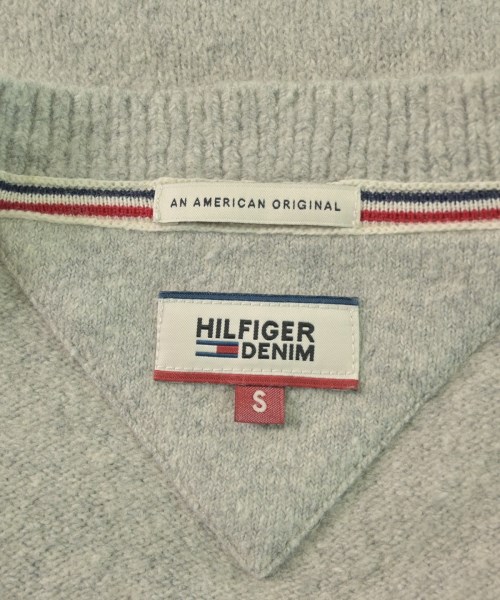 AN AMERICAN ORIGINAL
HILFIGER
DENIM
S